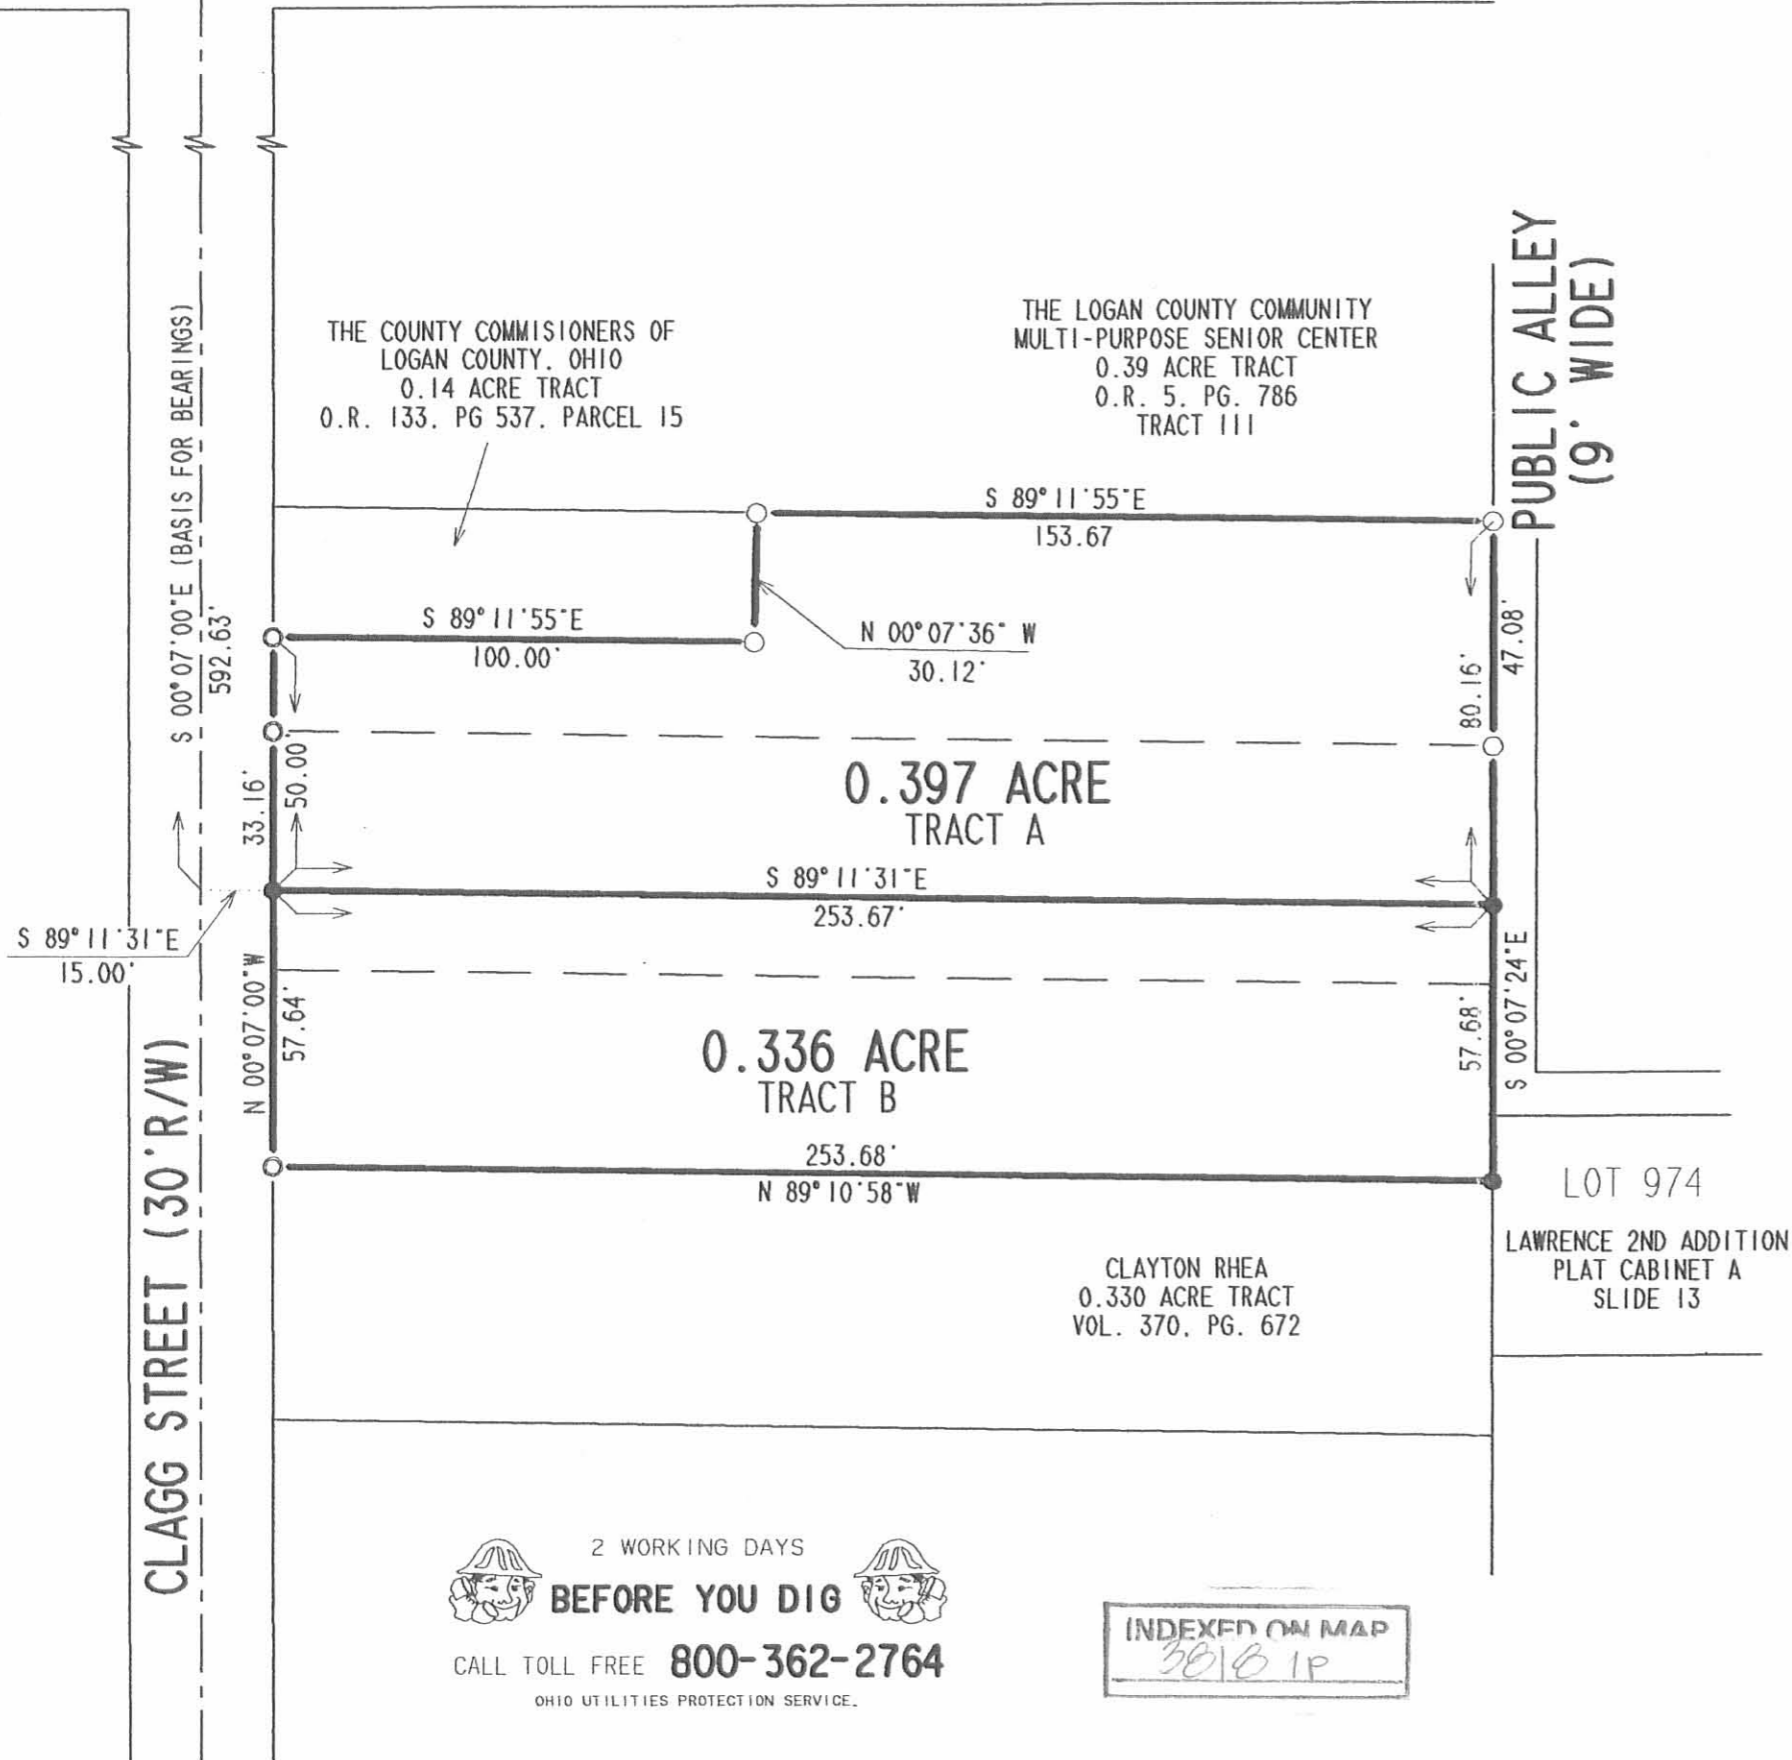 THE COUNTY COMMISIONERS OF
LOGAN COUNTY. OHIO
0.14 ACRE TRACT
O.R. 133. PG 537. PARCEL 15
THE LOGAN COUNTY COMMUNITY
MULTI-PURPOSE SENIOR CENTER
0.39 ACRE TRACT
O.R. 5. PG. 786
TRACT III
PUBLIC ALLEY
(9' WIDE)
S 00°07'00"E (BASIS FOR BEARINGS)
592.63'
S 89°11'55"E
153.67
S 89°11'55"E
100.00'
N 00°07'36" W
30.12'
47.08'
80.16'
33.16'
50.00'
0.397 ACRE
TRACT A
S 89°11'31"E
253.67'
S 89°11'31"E
15.00'
N 00°07'00"W
57.64'
57.68'
S 00°07'24"E
0.336 ACRE
TRACT B
253.68'
N 89°10'58"W
CLAGG STREET (30'R/W)
LOT 974
LAWRENCE 2ND ADDITION
PLAT CABINET A
SLIDE 13
CLAYTON RHEA
0.330 ACRE TRACT
VOL. 370. PG. 672
2 WORKING DAYS
BEFORE YOU DIG
CALL TOLL FREE 800-362-2764
OHIO UTILITIES PROTECTION SERVICE.
INDEXED ON MAP